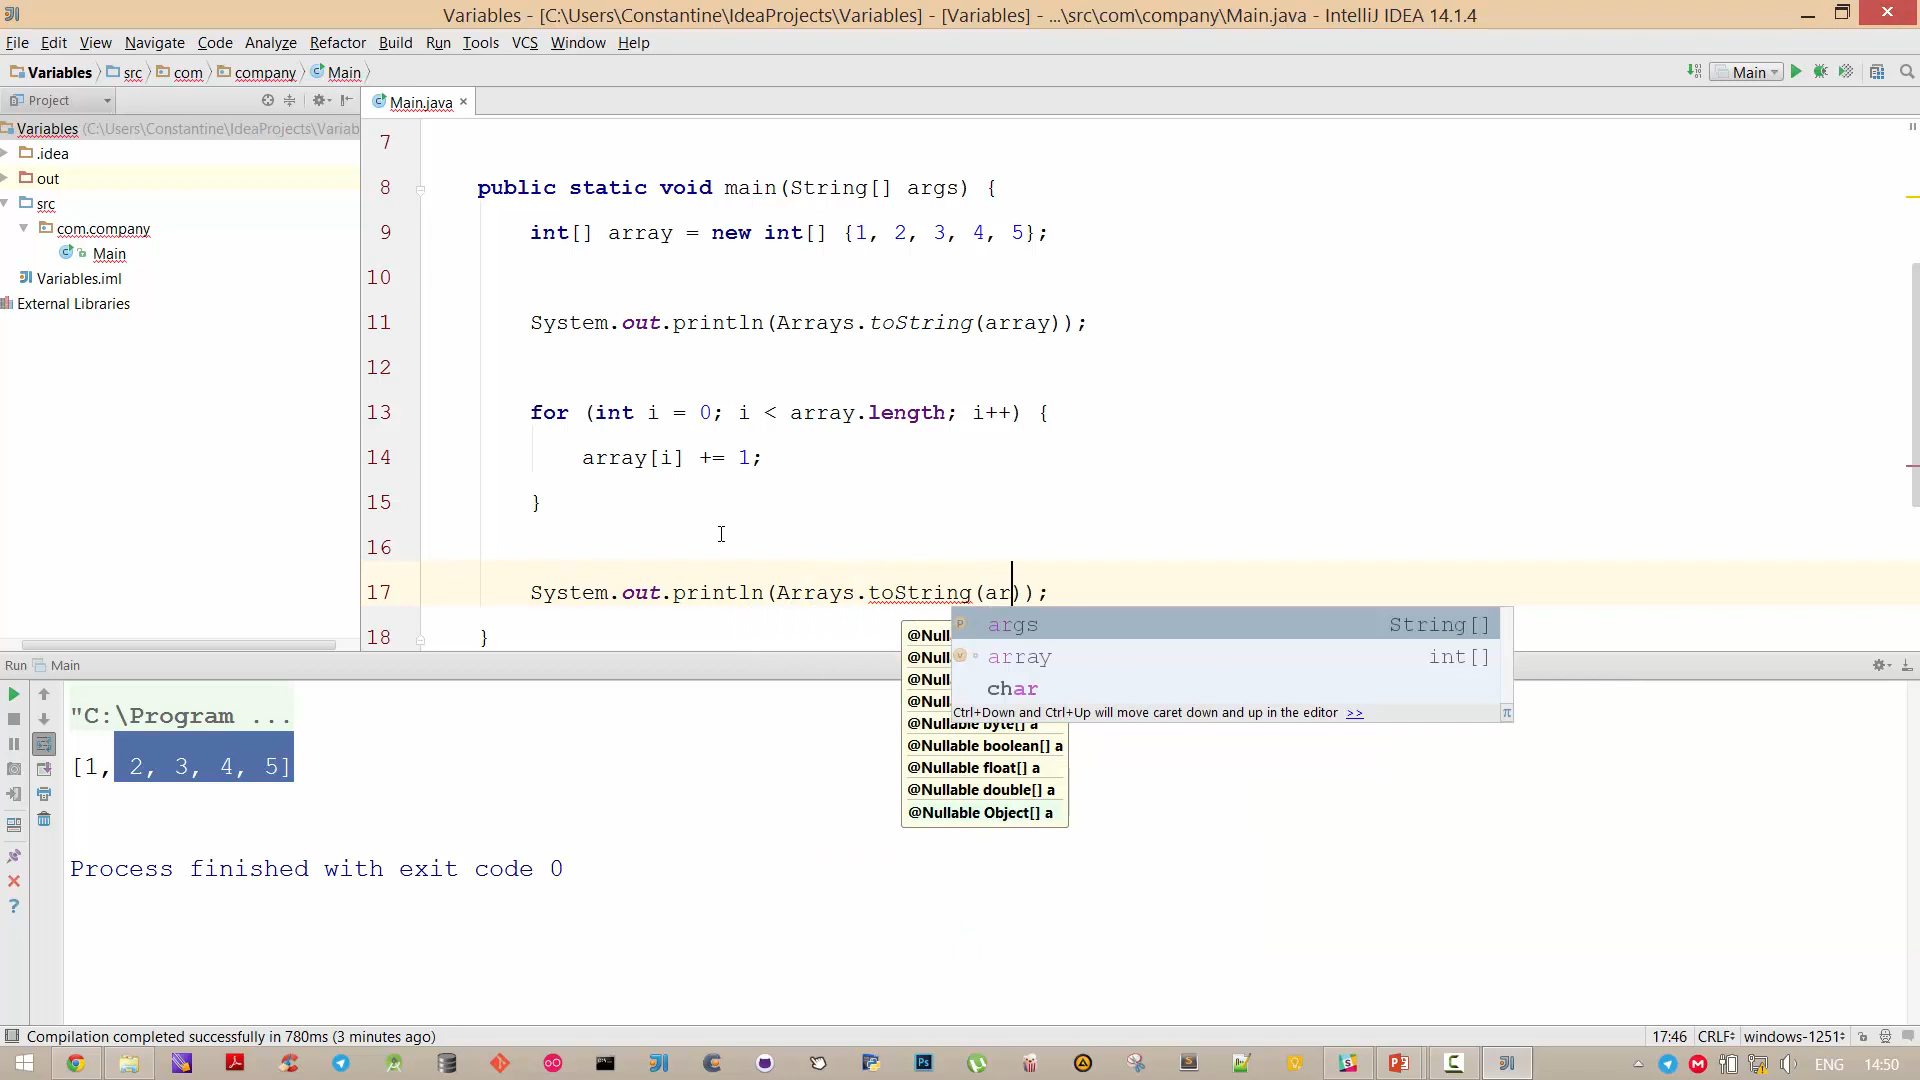 Variables - [C:\Users\Constantine\IdeaProjects\Variables] - [Variables] - ...\src\com\company\Main.java - IntelliJ IDEA 14.1.4
File Edit View Navigate Code Analyze Refactor Build Run Tools VCS Window Help
Variables src com company Main
Main
Project
Main.java
Variables (C:\Users\Constantine\IdeaProjects\Variab
.idea
out
src
com.company
Main
Variables.iml
External Libraries
7
8 public static void main(String[] args) {
9 int[] array = new int[] {1, 2, 3, 4, 5};
10
11 System.out.println(Arrays.toString(array));
12
13 for (int i = 0; i < array.length; i++) {
14 array[i] += 1;
15 }
16
17 System.out.println(Arrays.toString(ar));
18 }
args String[]
array int[]
char
Ctrl+Down and Ctrl+Up will move caret down and up in the editor >>
π
@Null
@Null
@Null
@Null
@Nullable byte[] a
@Nullable boolean[] a
@Nullable float[] a
@Nullable double[] a
@Nullable Object[] a
Run Main
"C:\Program ...
[1, 2, 3, 4, 5]
Process finished with exit code 0
Compilation completed successfully in 780ms (3 minutes ago)
17:46 CRLF windows-1251
ENG 14:50